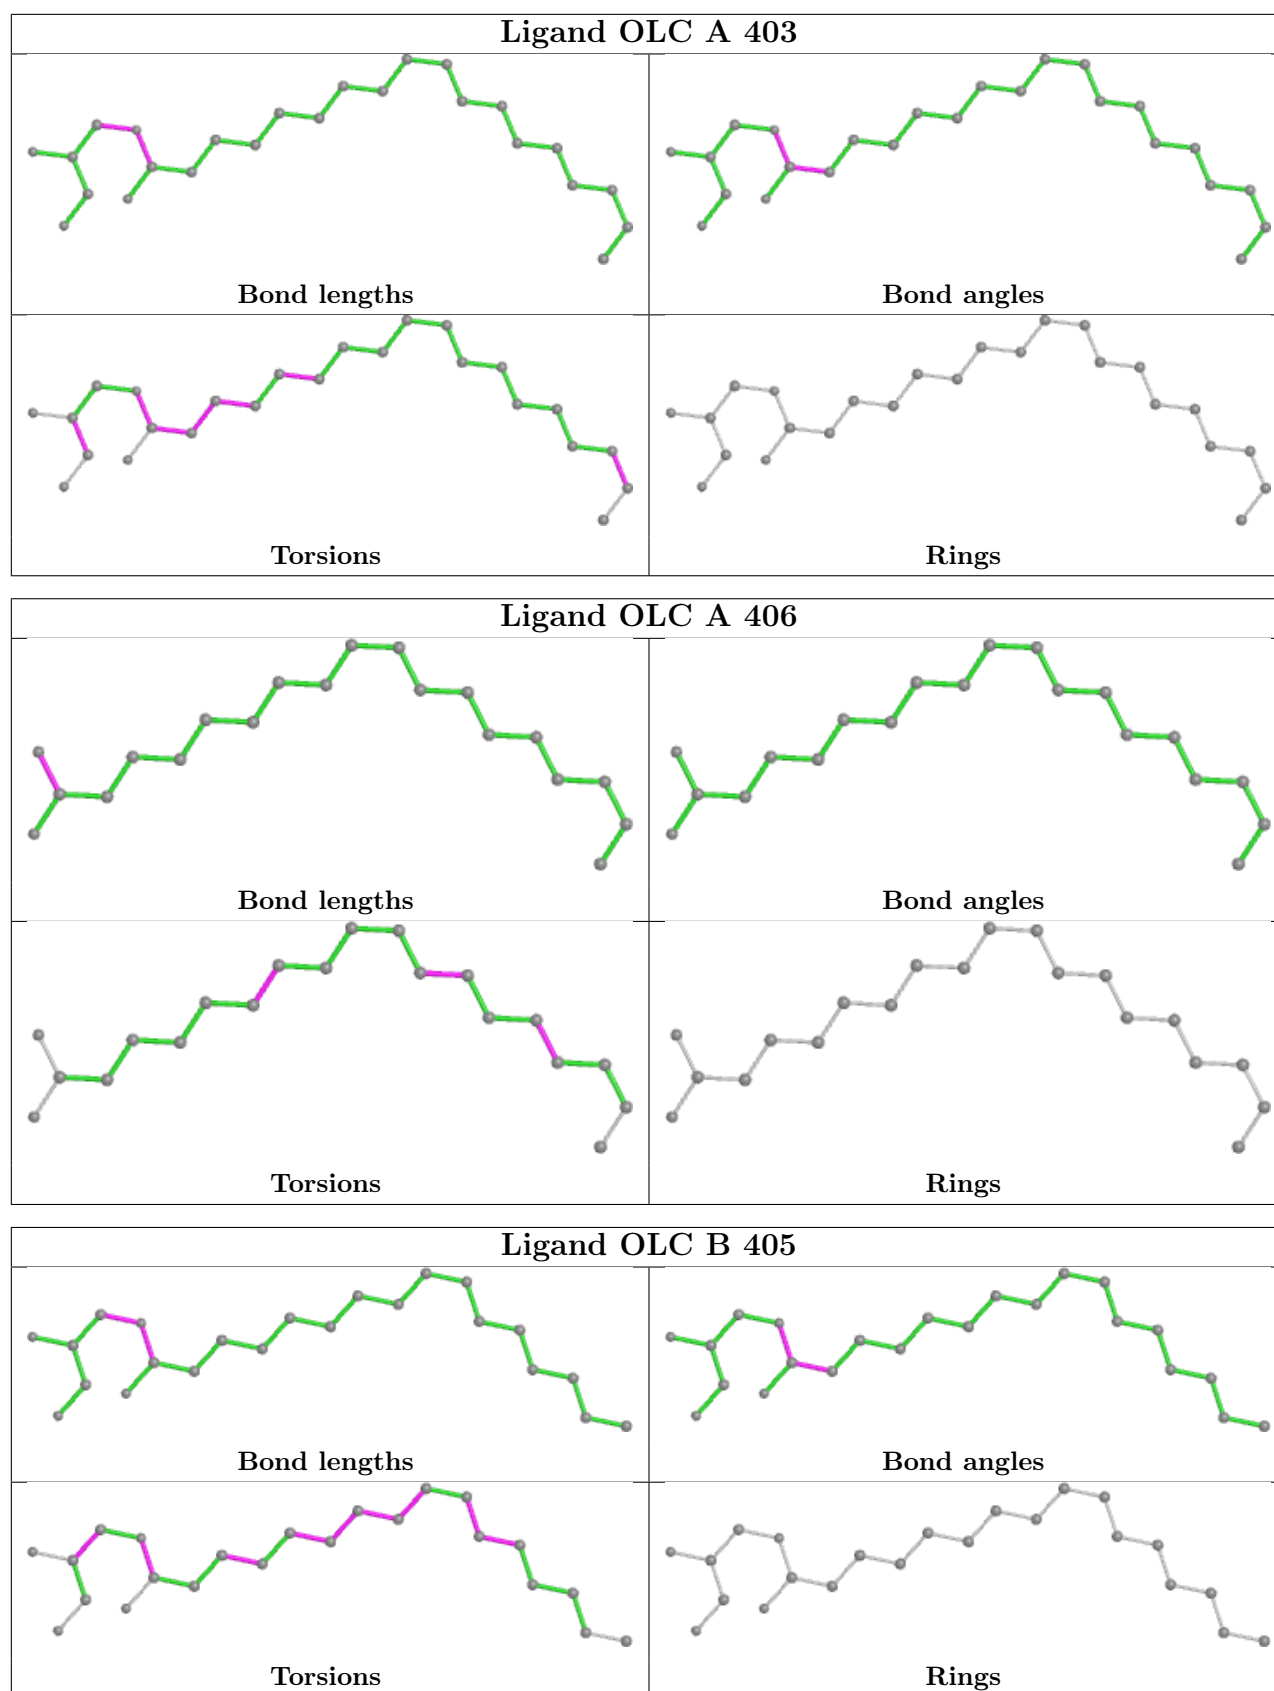 Ligand OLC A 403
Bond lengths
Bond angles
Torsions
Rings
Ligand OLC A 406
Bond lengths
Bond angles
Torsions
Rings
Ligand OLC B 405
Bond lengths
Bond angles
Torsions
Rings